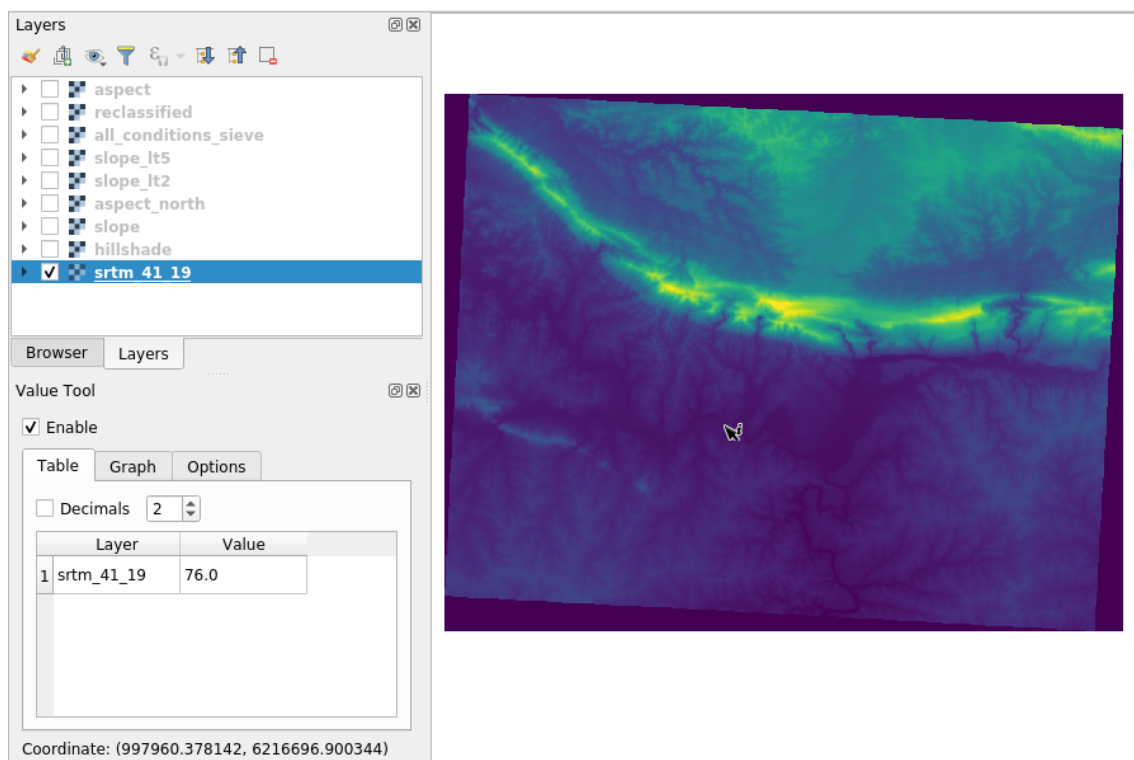 Layers
aspect
reclassified
all_conditions_sieve
slope_lt5
slope_lt2
aspect_north
slope
hillshade
srtm_41_19
Browser Layers
Value Tool
Enable
Table Graph Options
Decimals 2
Layer Value
1 srtm_41_19 76.0
Coordinate: (997960.378142, 6216696.900344)